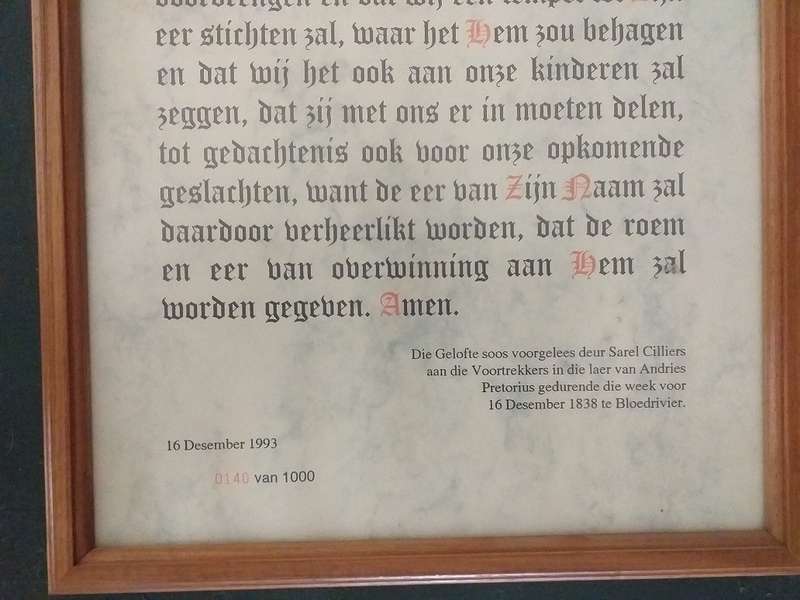 eer stichten zal, waar het Hem zou behagen
en dat wij het ook aan onze kinderen zal
zeggen, dat zij met ons er in moeten delen,
tot gedachtenis ook voor onze opkomende
geslachten, want de eer van Zijn Naam zal
daardoor verheerlikt worden, dat de roem
en eer van overwinning aan Hem zal
worden gegeven. Amen.
Die Gelofte soos voorgelees deur Sarel Cilliers
aan die Voortrekkers in die laer van Andries
Pretorius gedurende die week voor
16 Desember 1838 te Bloedrivier.
16 Desember 1993
0140 van 1000